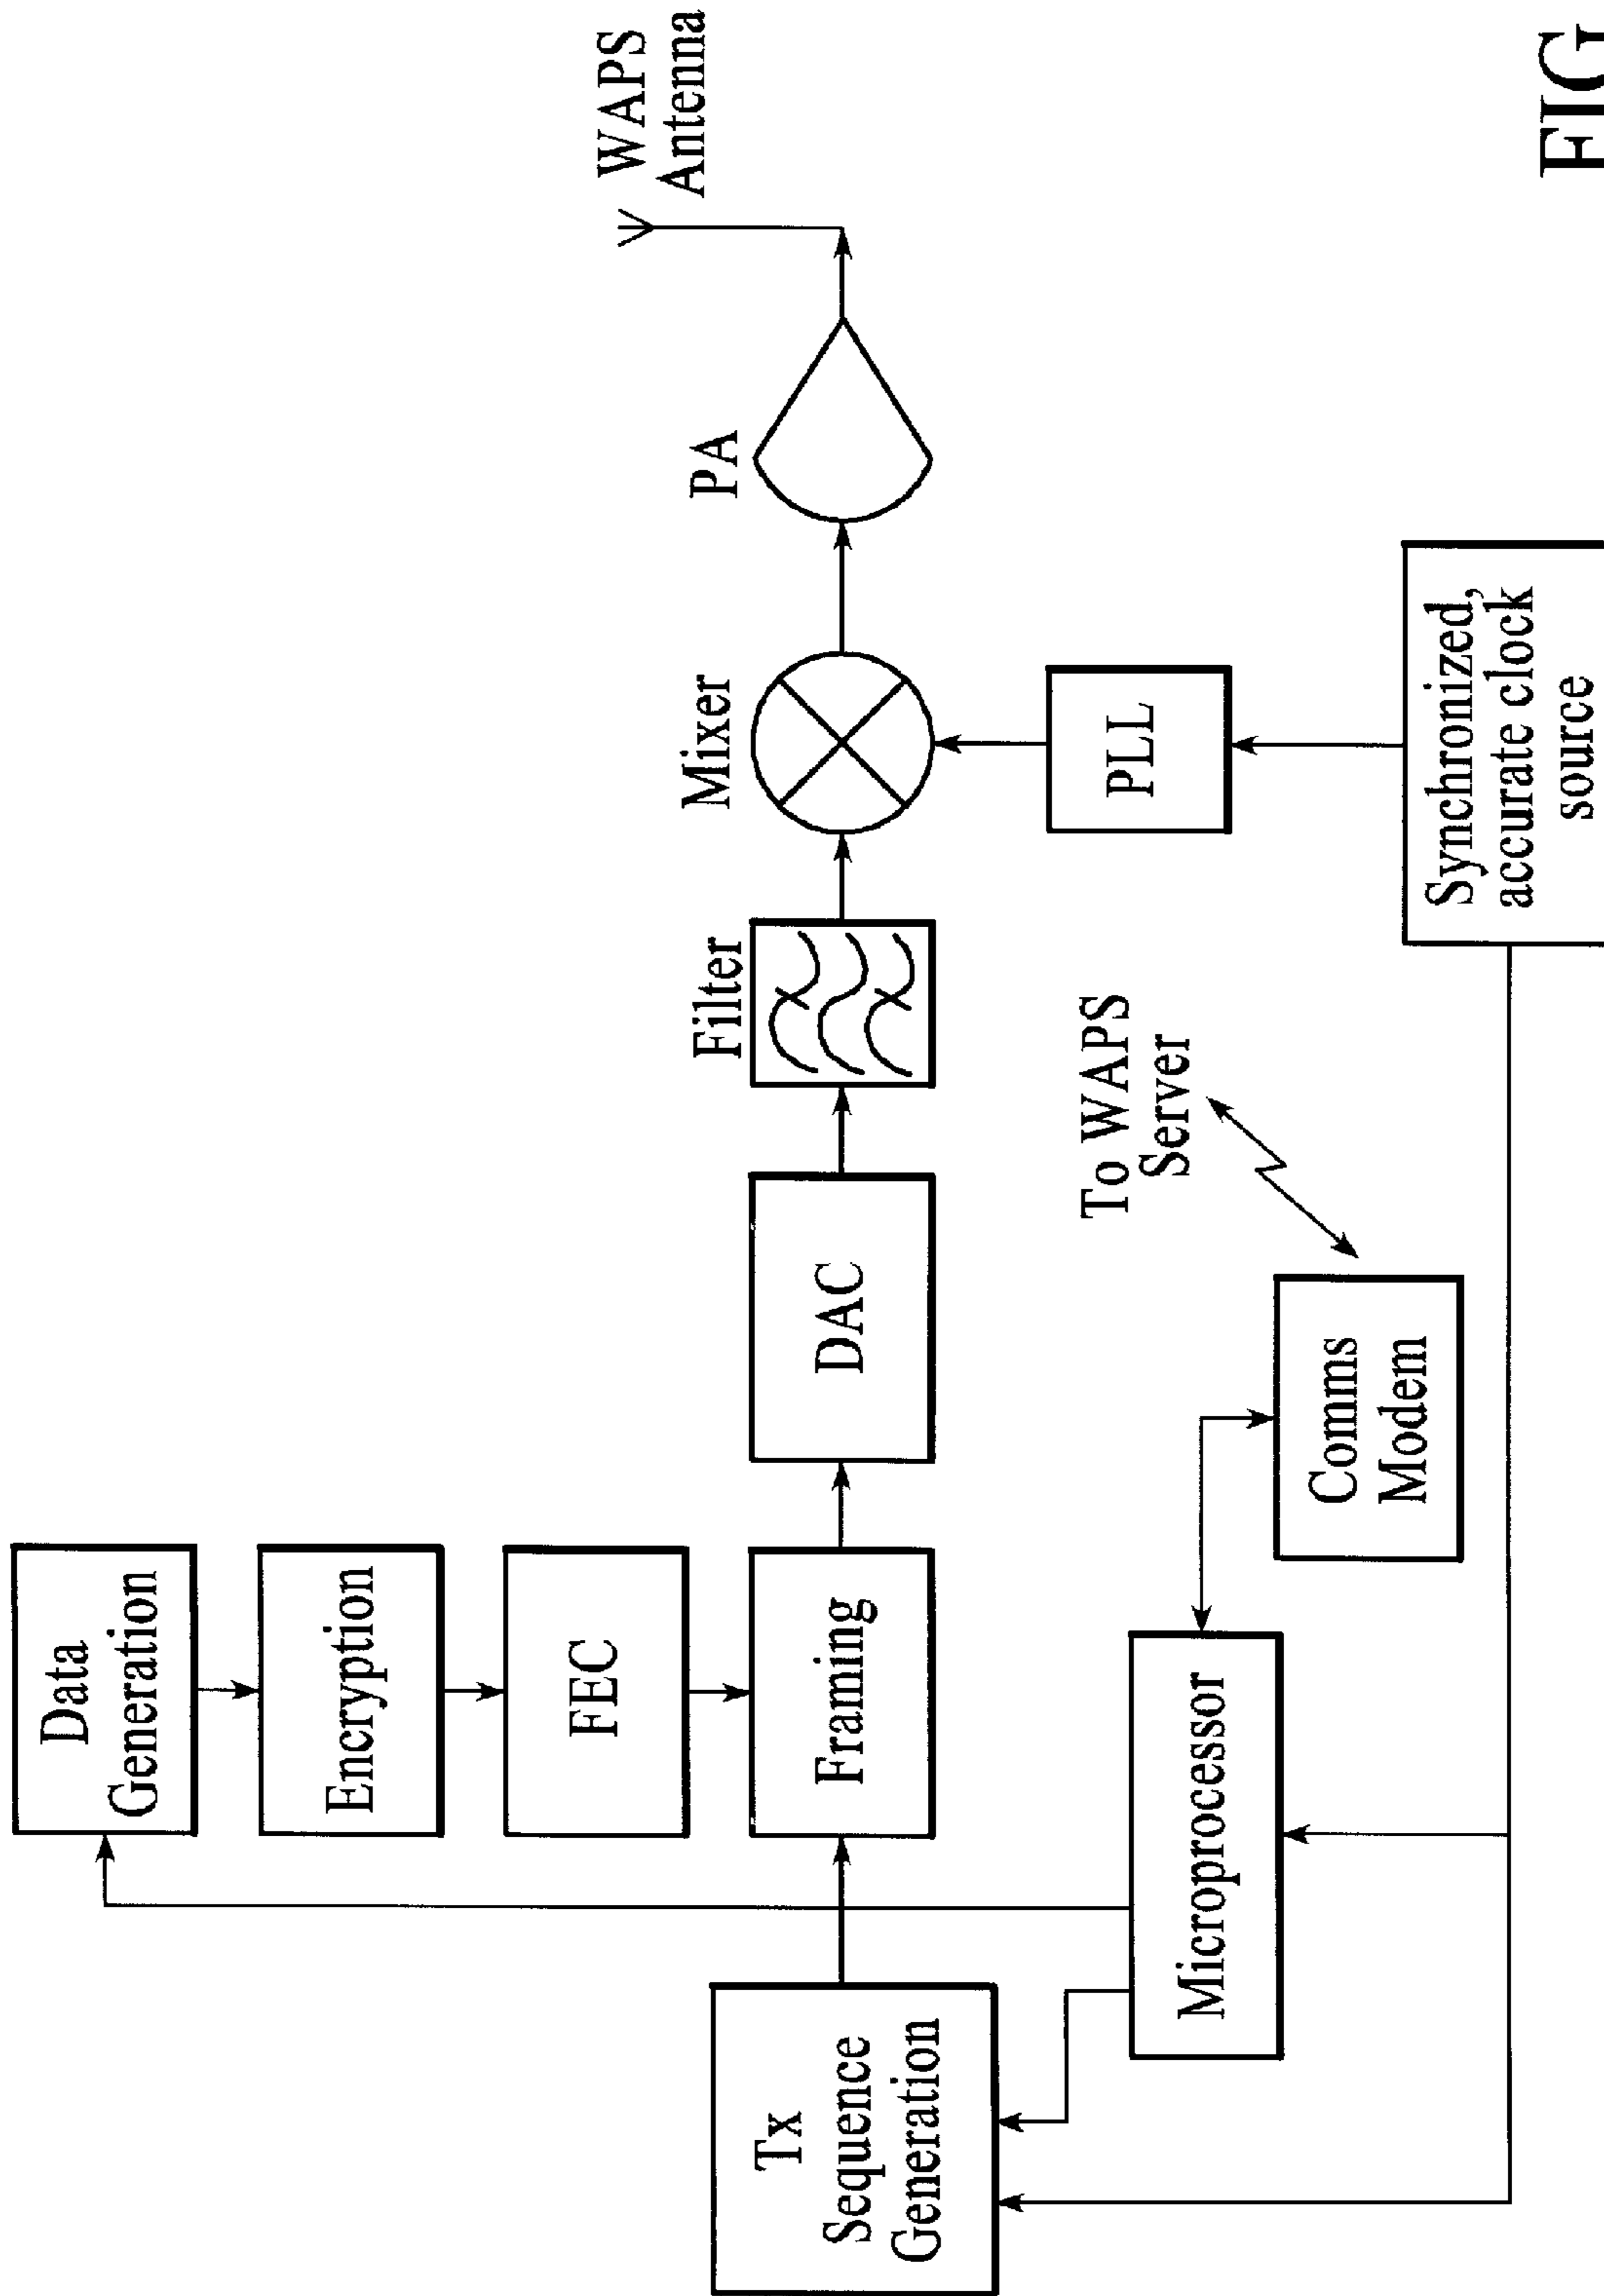 Data
Generation
Encryption
FEC
Tx
Sequence
Generation
Framing
DAC
Filter
Mixer
PA
WAPS
Antenna
Microprocessor
Comms
Modem
To WAPS
Server
PLL
Synchronized,
accurate clock
source
FIG